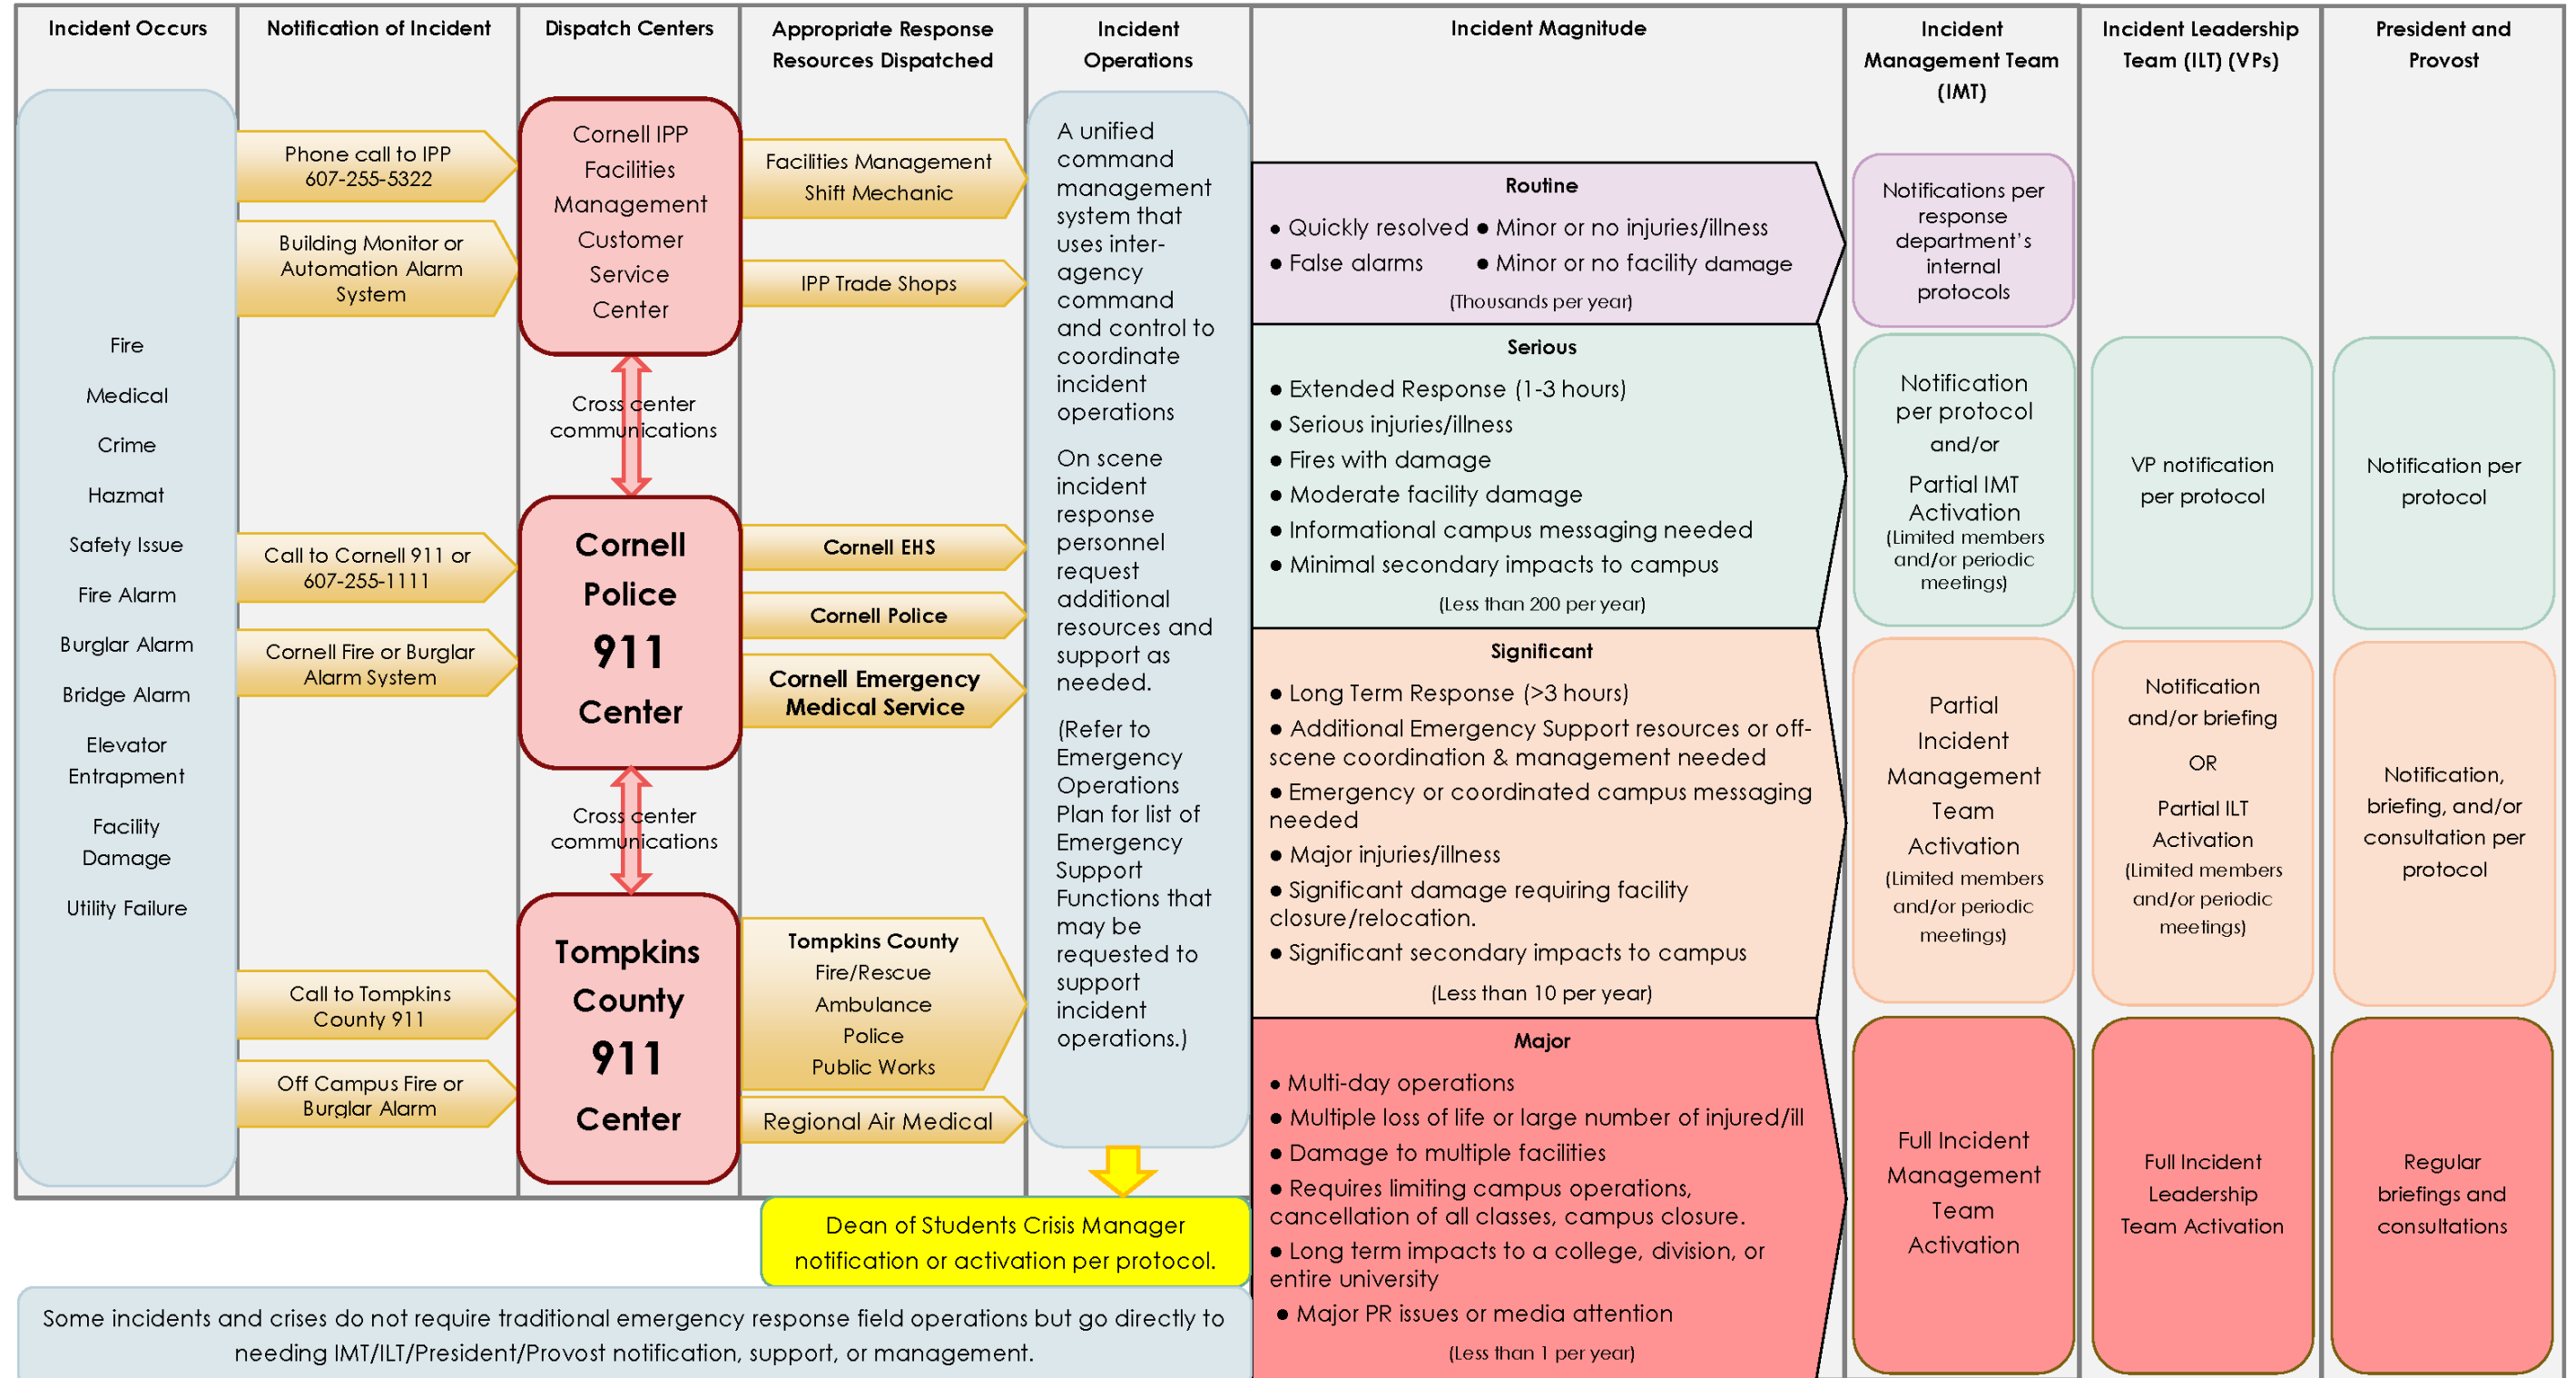 Incident Occurs
Notification of Incident
Dispatch Centers
Appropriate Response
Resources Dispatched
Incident
Operations
Incident Magnitude
Incident
Management Team
(IMT)
Incident Leadership
Team (ILT) (VPs)
President and
Provost
Fire
Medical
Crime
Hazmat
Safety Issue
Fire Alarm
Burglar Alarm
Bridge Alarm
Elevator
Entrapment
Facility
Damage
Utility Failure
Phone call to IPP
607-255-5322
Building Monitor or
Automation Alarm
System
Call to Cornell 911 or
607-255-1111
Cornell Fire or Burglar
Alarm System
Call to Tompkins
County 911
Off Campus Fire or
Burglar Alarm
Cornell IPP
Facilities
Management
Customer
Service
Center
Cross center
communications
Cornell
Police
911
Center
Cross center
communications
Tompkins
County
911
Center
Facilities Management
Shift Mechanic
IPP Trade Shops
Cornell EHS
Cornell Police
Cornell Emergency
Medical Service
Tompkins County
Fire/Rescue
Ambulance
Police
Public Works
Regional Air Medical
A unified
command
management
system that
uses inter-
agency
command
and control to
coordinate
incident
operations
On scene
incident
response
personnel
request
additional
resources and
support as
needed.
(Refer to
Emergency
Operations
Plan for list of
Emergency
Support
Functions that
may be
requested to
support
incident
operations.)
Dean of Students Crisis Manager
notification or activation per protocol.
Some incidents and crises do not require traditional emergency response field operations but go directly to
needing IMT/ILT/President/Provost notification, support, or management.
Routine
● Quickly resolved ● Minor or no injuries/illness
● False alarms ● Minor or no facility damage
(Thousands per year)
Serious
● Extended Response (1-3 hours)
● Serious injuries/illness
● Fires with damage
● Moderate facility damage
● Informational campus messaging needed
● Minimal secondary impacts to campus
(Less than 200 per year)
Significant
● Long Term Response (>3 hours)
● Additional Emergency Support resources or off-
scene coordination & management needed
● Emergency or coordinated campus messaging
needed
● Major injuries/illness
● Significant damage requiring facility
closure/relocation.
● Significant secondary impacts to campus
(Less than 10 per year)
Major
● Multi-day operations
● Multiple loss of life or large number of injured/ill
● Damage to multiple facilities
● Requires limiting campus operations,
cancellation of all classes, campus closure.
● Long term impacts to a college, division, or
entire university
● Major PR issues or media attention
(Less than 1 per year)
Notifications per
response
department's
internal
protocols
Notification
per protocol
and/or
Partial IMT
Activation
(Limited members
and/or periodic
meetings)
Partial
Incident
Management
Team
Activation
(Limited members
and/or periodic
meetings)
Full Incident
Management
Team
Activation
VP notification
per protocol
Notification
and/or briefing
OR
Partial ILT
Activation
(Limited members
and/or periodic
meetings)
Full Incident
Leadership
Team Activation
Notification per
protocol
Notification,
briefing, and/or
consultation per
protocol
Regular
briefings and
consultations